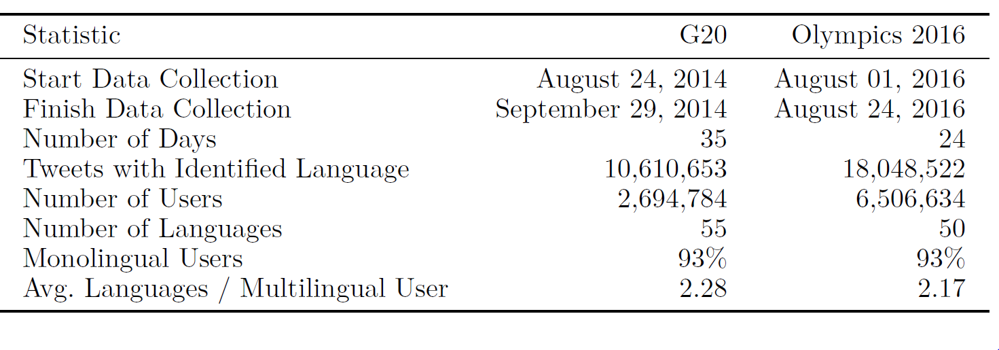 Statistic G20 Olympics 2016
Start Data Collection August 24, 2014 August 01, 2016
Finish Data Collection September 29, 2014 August 24, 2016
Number of Days 35 24
Tweets with Identified Language 10,610,653 18,048,522
Number of Users 2,694,784 6,506,634
Number of Languages 55 50
Monolingual Users 93% 93%
Avg. Languages / Multilingual User 2.28 2.17